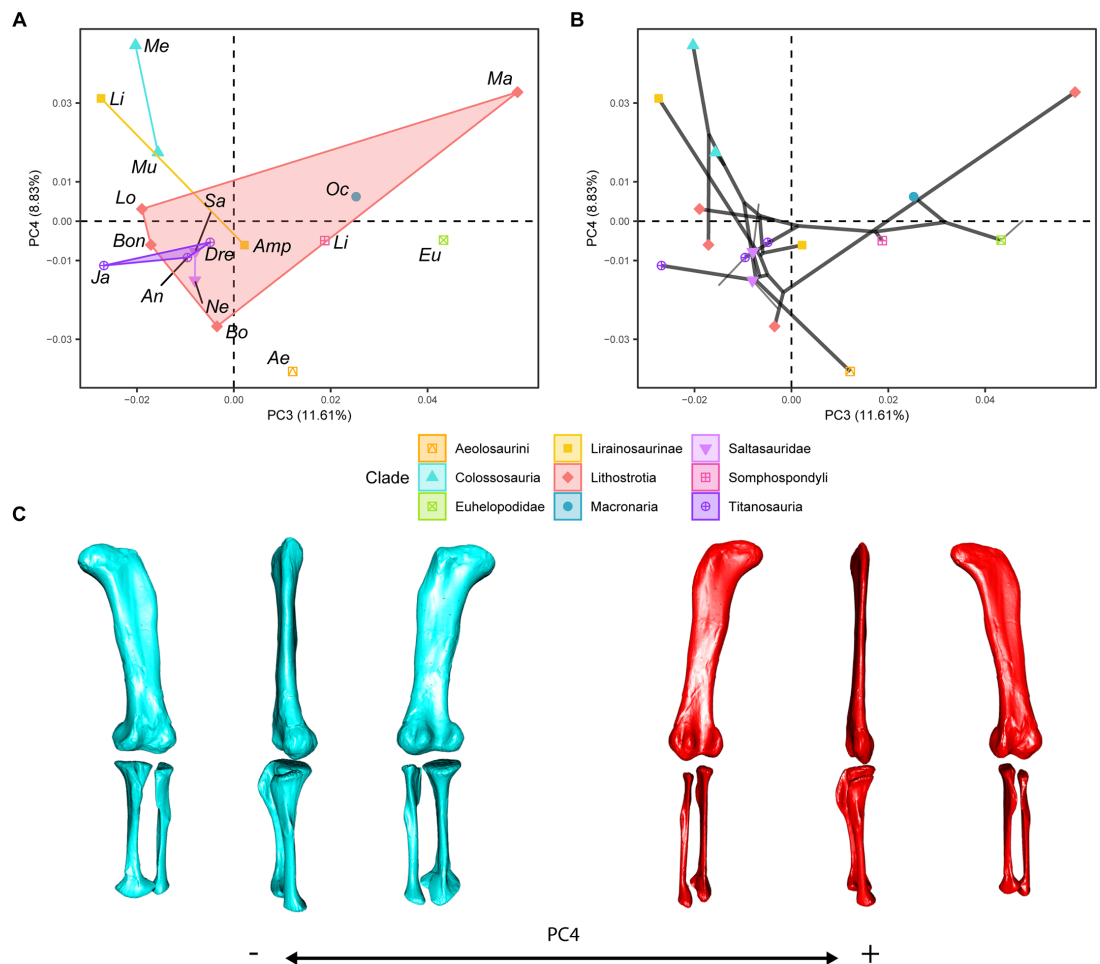 A
B
0.03
0.01
0.00
−0.01
−0.03
PC4 (8.83%)
Me
Ma
Li
Mu
Lo
Sa
Oc
Bon
Dre
Amp
Li
Eu
Ja
An
Ne
Bo
Ae
−0.02
0.00
0.02
0.04
PC3 (11.61%)
0.03
0.01
0.00
−0.01
−0.03
PC4 (8.83%)
−0.02
0.00
0.02
0.04
PC3 (11.61%)
Clade
Aeolosaurini
Lirainosaurinae
Saltasauridae
Colossosauria
Lithostrotia
Somphospondyli
Euhelopodidae
Macronaria
Titanosauria
C
PC4
-
+